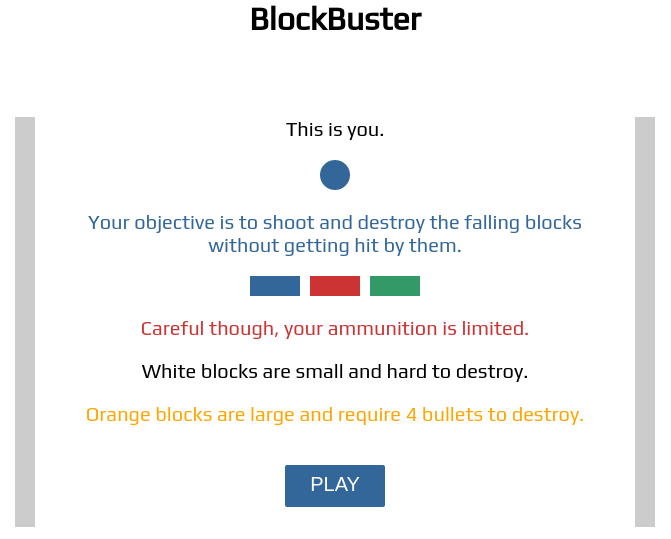 BlockBuster
This is you.
Your objective is to shoot and destroy the falling blocks
without getting hit by them.
Careful though, your ammunition is limited.
White blocks are small and hard to destroy.
Orange blocks are large and require 4 bullets to destroy.
PLAY